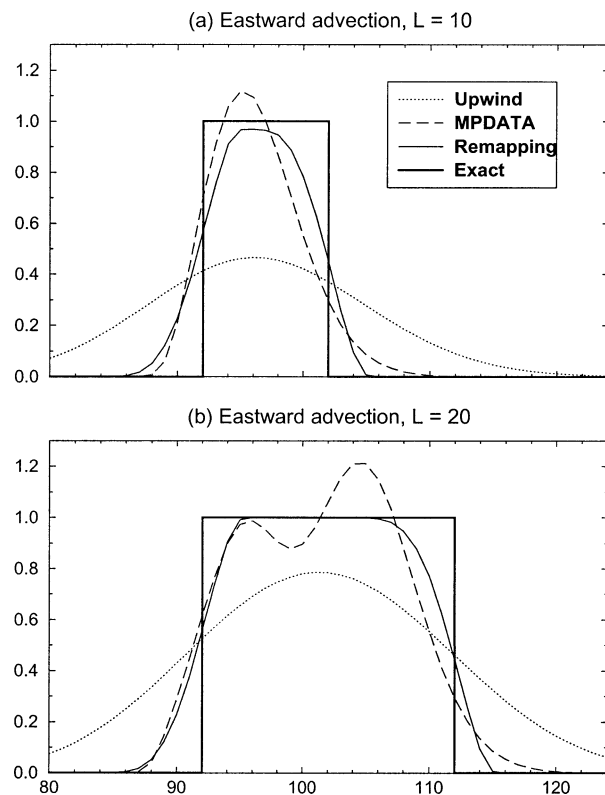 (a) Eastward advection, L = 10
1.2
1.0
0.8
0.6
0.4
0.2
0.0
Upwind
MPDATA
Remapping
Exact
(b) Eastward advection, L = 20
1.2
1.0
0.8
0.6
0.4
0.2
0.0
80 90 100 110 120